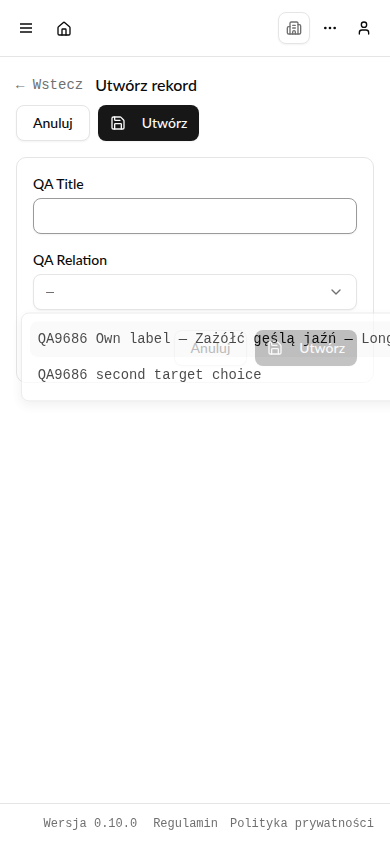 ← Wstecz Utwórz rekord
Anuluj Utwórz
QA Title
QA Relation
—
QA9686 Own label — Zażółć gęślą jaźń — Long
Anuluj Utwórz
QA9686 second target choice
Wersja 0.10.0 Regulamin Polityka prywatności